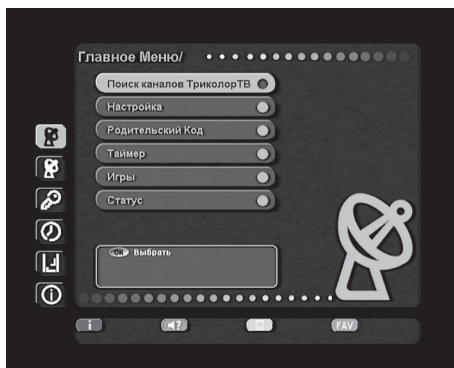 Главное Меню/
Поиск каналов ТриколорТВ
Настройка
Родительский Код
Таймер
Игры
Статус
OK Выбрать
i
?
FAV